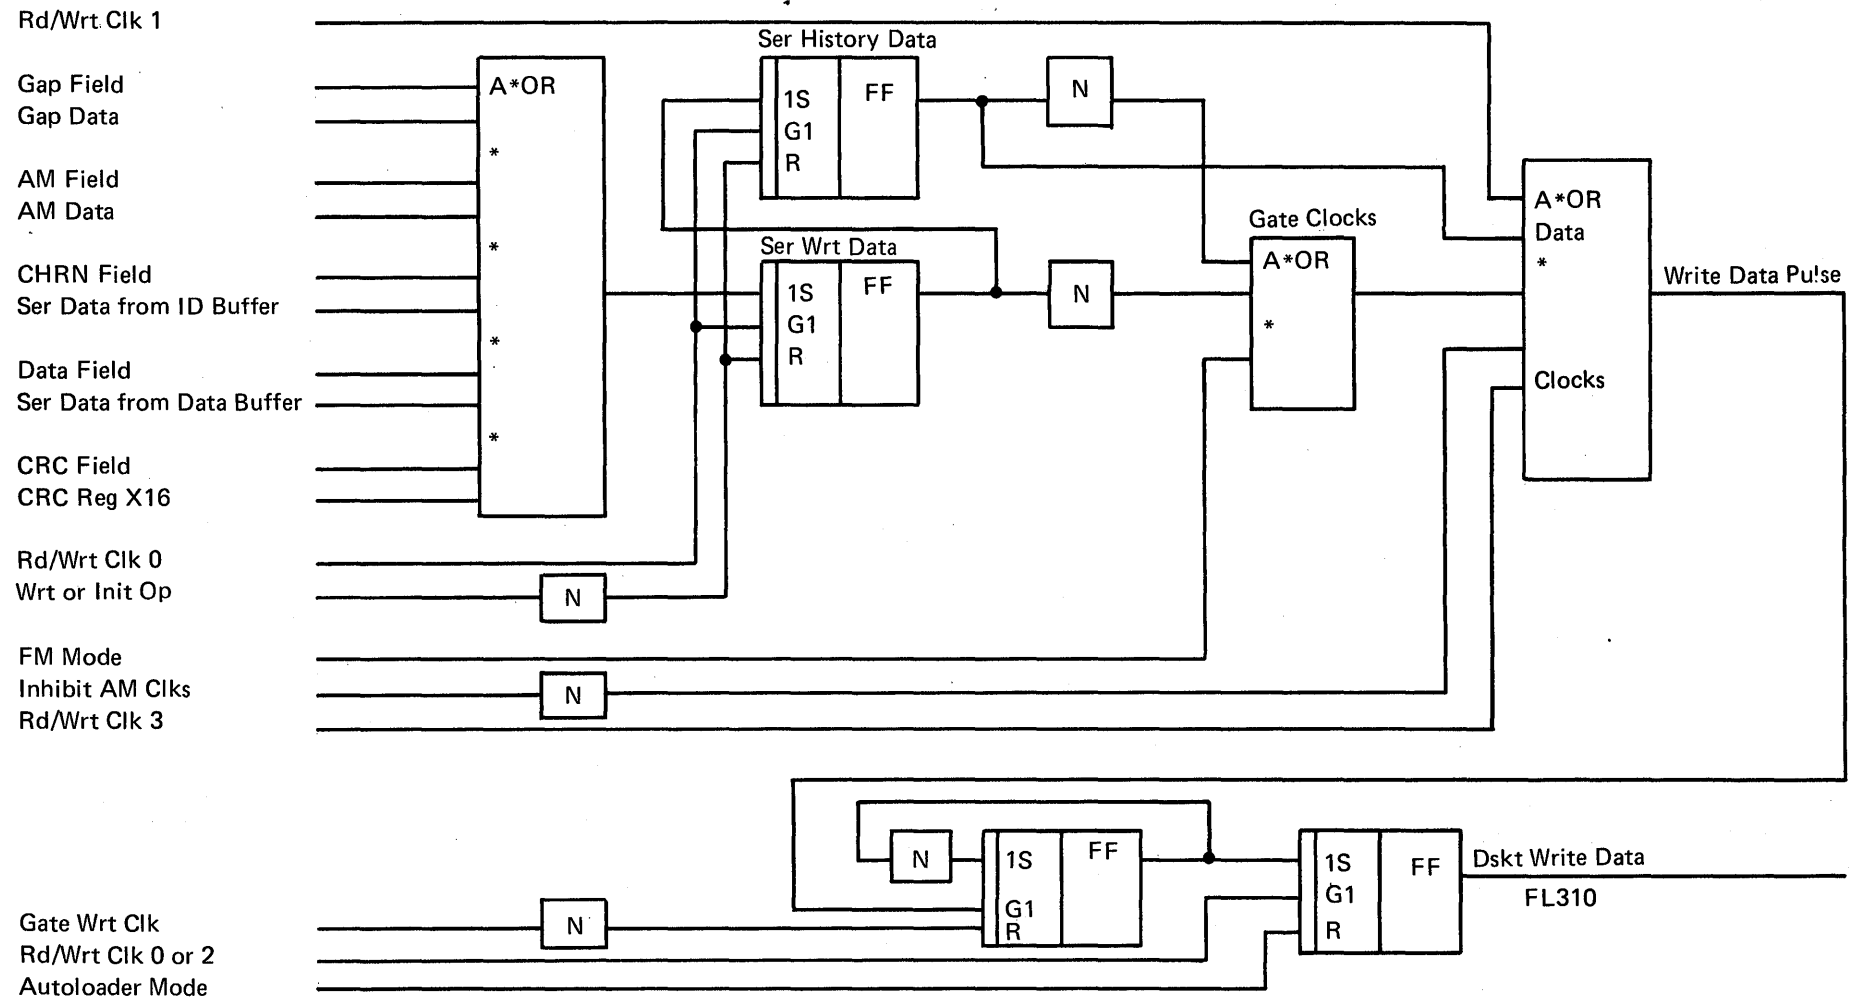 Rd/Wrt Clk 1
Ser History Data
Gap Field
Gap Data
A*OR
*
AM Field
AM Data
*
CHRN Field
Ser Data from ID Buffer
*
Data Field
Ser Data from Data Buffer
*
CRC Field
CRC Reg X16
1S
G1
R
FF
N
Ser Wrt Data
1S
G1
R
FF
N
Gate Clocks
A*OR
*
A*OR
Data
*
Clocks
Write Data Pulse
Rd/Wrt Clk 0
Wrt or Init Op
N
FM Mode
Inhibit AM Clks
N
Rd/Wrt Clk 3
N
1S
G1
R
FF
1S
G1
R
FF
Dskt Write Data
FL310
Gate Wrt Clk
N
Rd/Wrt Clk 0 or 2
Autoloader Mode